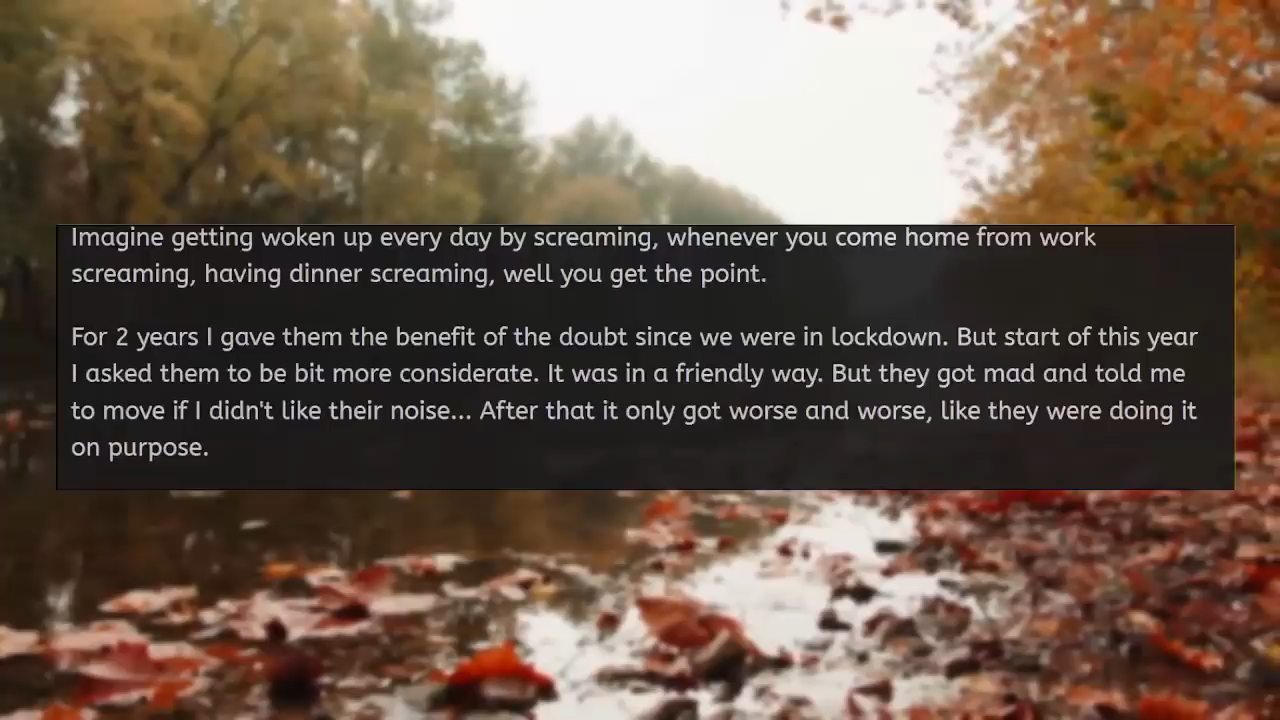 Imagine getting woken up every day by screaming, whenever you come home from work
screaming, having dinner screaming, well you get the point.
For 2 years I gave them the benefit of the doubt since we were in lockdown. But start of this year
I asked them to be bit more considerate. It was in a friendly way. But they got mad and told me
to move if I didn't like their noise... After that it only got worse and worse, like they were doing it
on purpose.